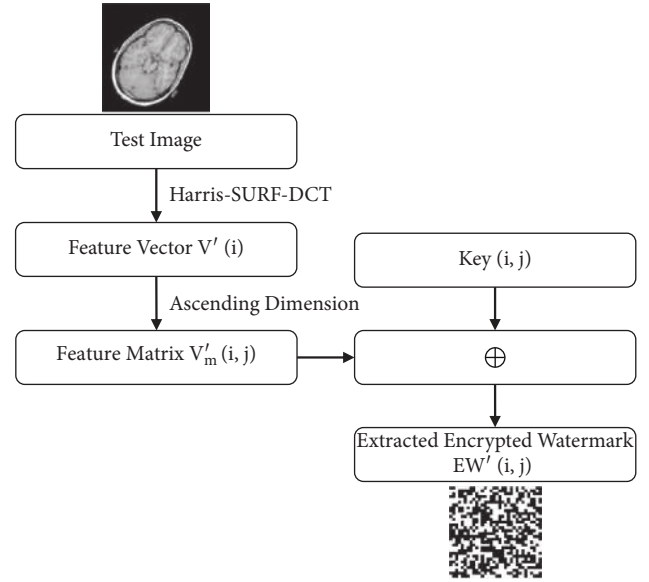 Test Image
Harris-SURF-DCT
Feature Vector V′ (i)
Key (i, j)
Ascending Dimension
Feature Matrix V′m (i, j)
⊕
Extracted Encrypted Watermark
EW′ (i, j)